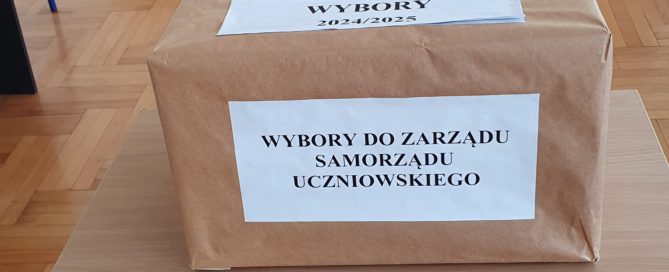 WYBORY
2024/2025
WYBORY DO ZARZĄDU
SAMORZĄDU
UCZNIOWSKIEGO